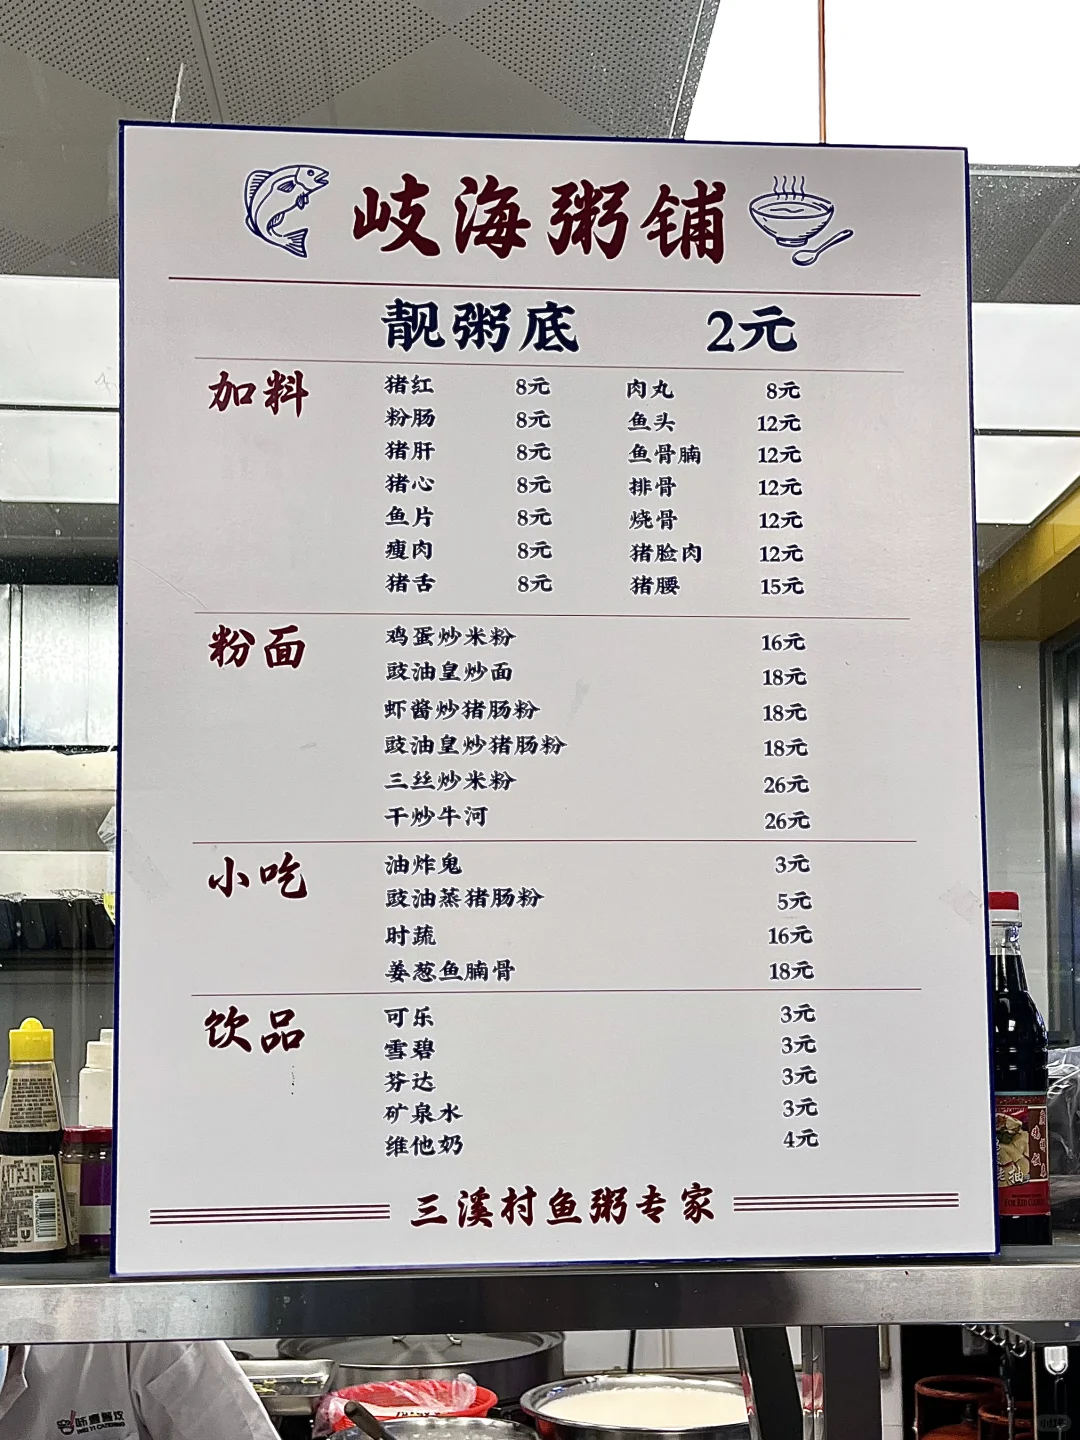 岐海粥铺
靓粥底 2元
加料
猪红 8元 肉丸 8元
粉肠 8元 鱼头 12元
猪肝 8元 鱼骨腩 12元
猪心 8元 排骨 12元
鱼片 8元 烧骨 12元
瘦肉 8元 猪脸肉 12元
猪舌 8元 猪腰 15元
粉面
鸡蛋炒米粉 16元
豉油皇炒面 18元
虾酱炒猪肠粉 18元
豉油皇炒猪肠粉 18元
三丝炒米粉 26元
干炒牛河 26元
小吃
油炸鬼 3元
豉油蒸猪肠粉 5元
时蔬 16元
姜葱鱼腩骨 18元
饮品
可乐 3元
雪碧 3元
芬达 3元
矿泉水 3元
维他奶 4元
三溪村鱼粥专家